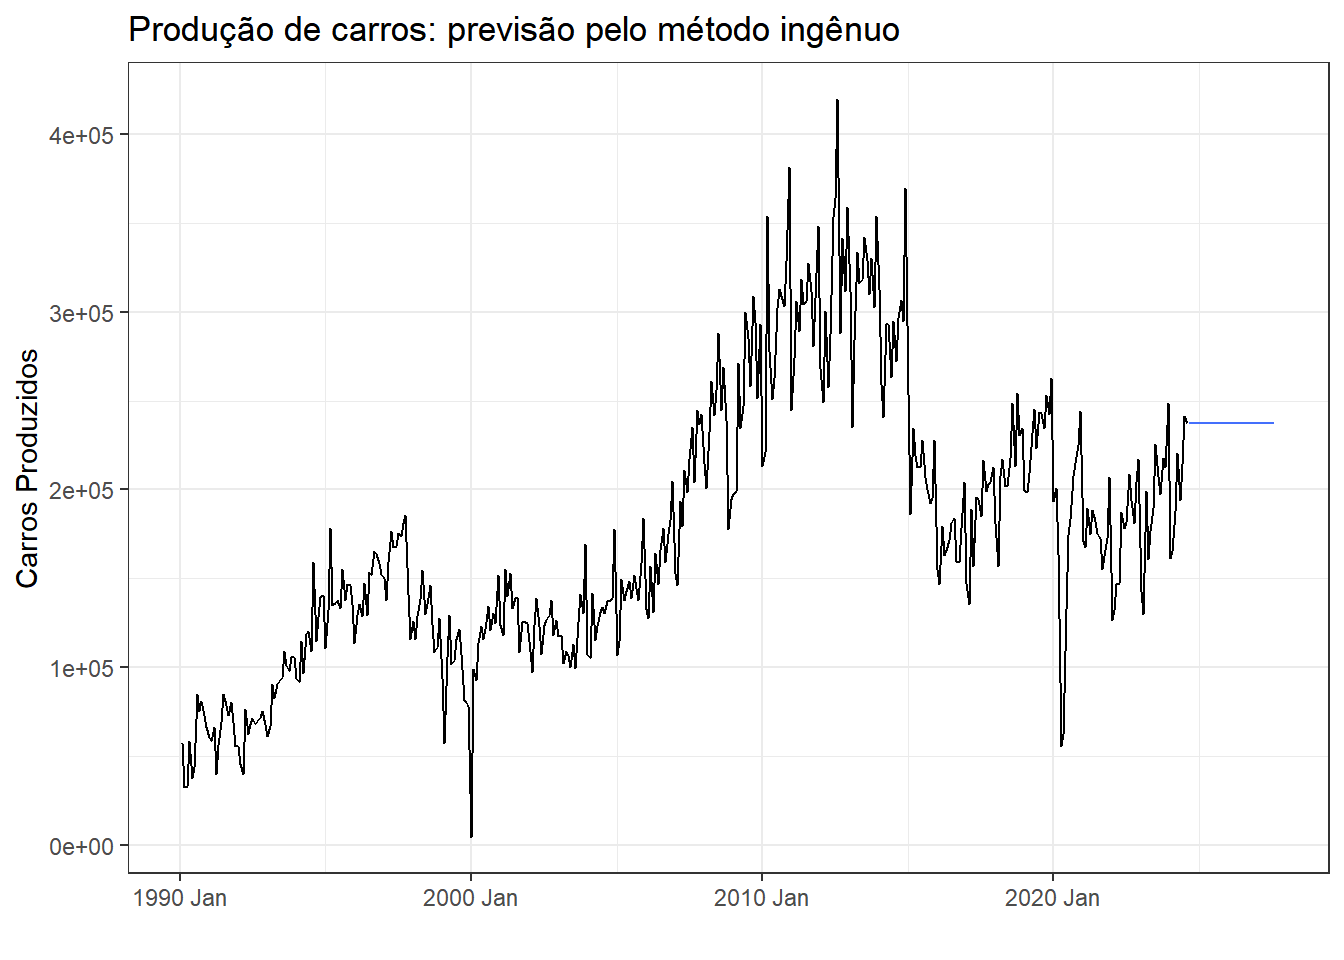 Produção de carros: previsão pelo método ingênuo
Carros Produzidos
4e+05
3e+05
2e+05
1e+05
0e+00
1990 Jan
2000 Jan
2010 Jan
2020 Jan